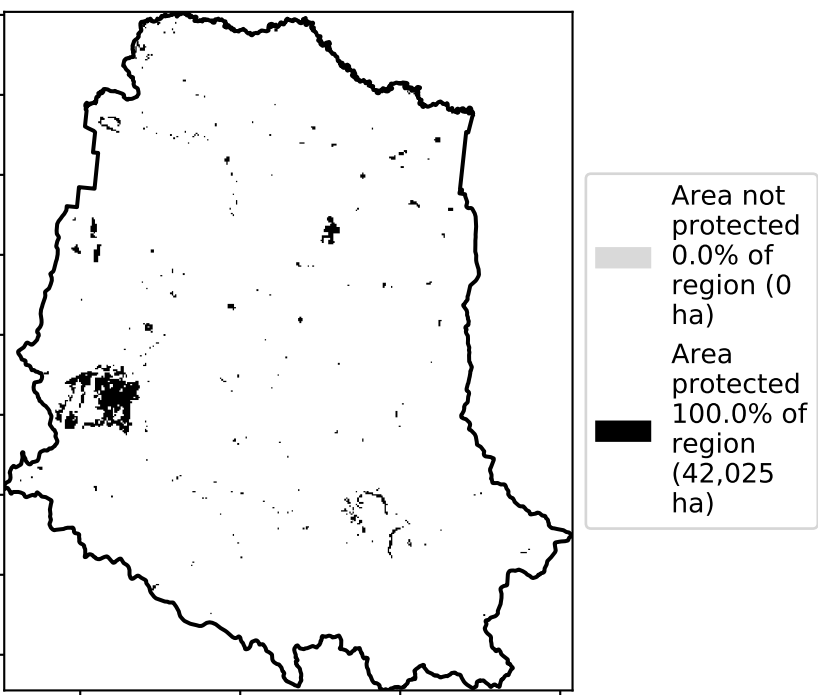 Area not
protected
0.0% of
region (0
ha)
Area
protected
100.0% of
region
(42,025
ha)